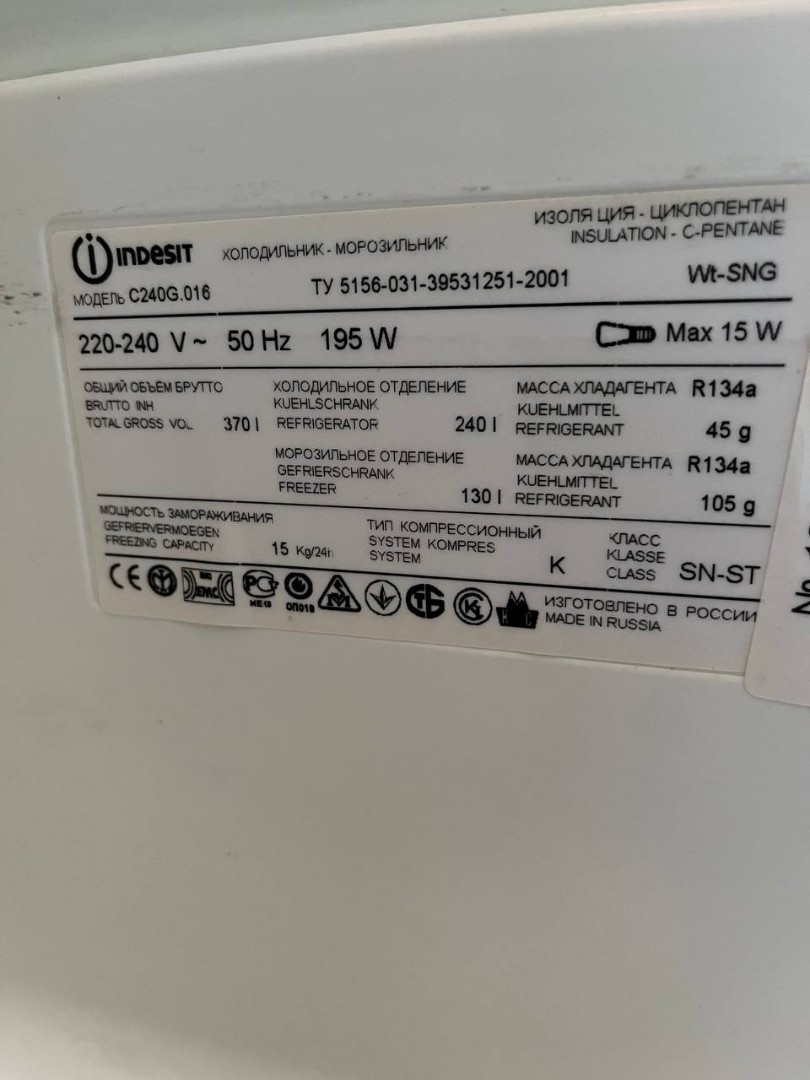 ИЗОЛЯЦИЯ - ЦИКЛОПЕНТАН
INSULATION - C-PENTANE
indesit ХОЛОДИЛЬНИК - МОРОЗИЛЬНИК
МОДЕЛЬ C240G.016 ТУ 5156-031-39531251-2001 Wt-SNG
220-240 V ~ 50 Hz 195 W Max 15 W
ОБЩИЙ ОБЪЁМ БРУТТО
BRUTTO INH
TOTAL GROSS VOL 370 l
ХОЛОДИЛЬНОЕ ОТДЕЛЕНИЕ
KUEHLSCHRANK
REFRIGERATOR 240 l
МАССА ХЛАДАГЕНТА R134a
KUEHLMITTEL
REFRIGERANT 45 g
МОРОЗИЛЬНОЕ ОТДЕЛЕНИЕ
GEFRIERSCHRANK
FREEZER 130 l
МАССА ХЛАДАГЕНТА R134a
KUEHLMITTEL
REFRIGERANT 105 g
МОЩНОСТЬ ЗАМОРАЖИВАНИЯ
GEFRIERVERMOEGEN
FREEZING CAPACITY 15 Kg/24h
ТИП КОМПРЕССИОННЫЙ
SYSTEM KOMPRES
SYSTEM K
КЛАСС
KLASSE
CLASS SN-ST
CE
ME10 ОП019
ИЗГОТОВЛЕНО В РОССИИ
MADE IN RUSSIA